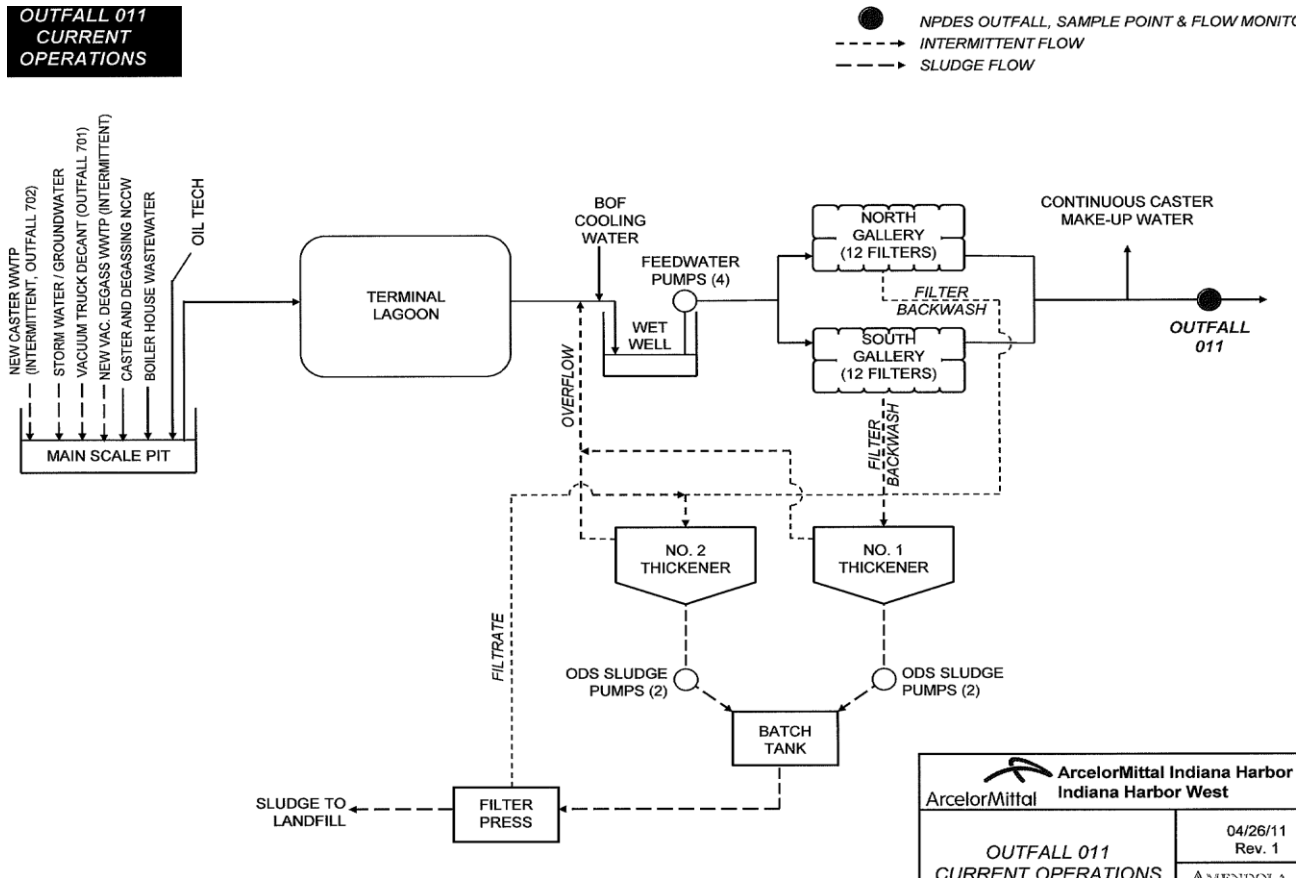 OUTFALL 011
CURRENT
OPERATIONS
NPDES OUTFALL, SAMPLE POINT & FLOW MONITO
INTERMITTENT FLOW
SLUDGE FLOW
NEW CASTER WWTP
(INTERMITTENT, OUTFALL 702)
STORM WATER / GROUNDWATER
VACUUM TRUCK DECANT (OUTFALL 701)
NEW VAC. DEGASS WWTP (INTERMITTENT)
CASTER AND DEGASSING NCCW
BOILER HOUSE WASTEWATER
OIL TECH
MAIN SCALE PIT
TERMINAL
LAGOON
BOF
COOLING
WATER
FEEDWATER
PUMPS (4)
WET
WELL
OVERFLOW
NORTH
GALLERY
(12 FILTERS)
FILTER
BACKWASH
SOUTH
GALLERY
(12 FILTERS)
FILTER
BACKWASH
CONTINUOUS CASTER
MAKE-UP WATER
OUTFALL
011
NO. 2
THICKENER
NO. 1
THICKENER
FILTRATE
ODS SLUDGE
PUMPS (2)
ODS SLUDGE
PUMPS (2)
BATCH
TANK
FILTER
PRESS
SLUDGE TO
LANDFILL
ArcelorMittal
ArcelorMittal Indiana Harbor
Indiana Harbor West
OUTFALL 011
CURRENT OPERATIONS
04/26/11
Rev. 1